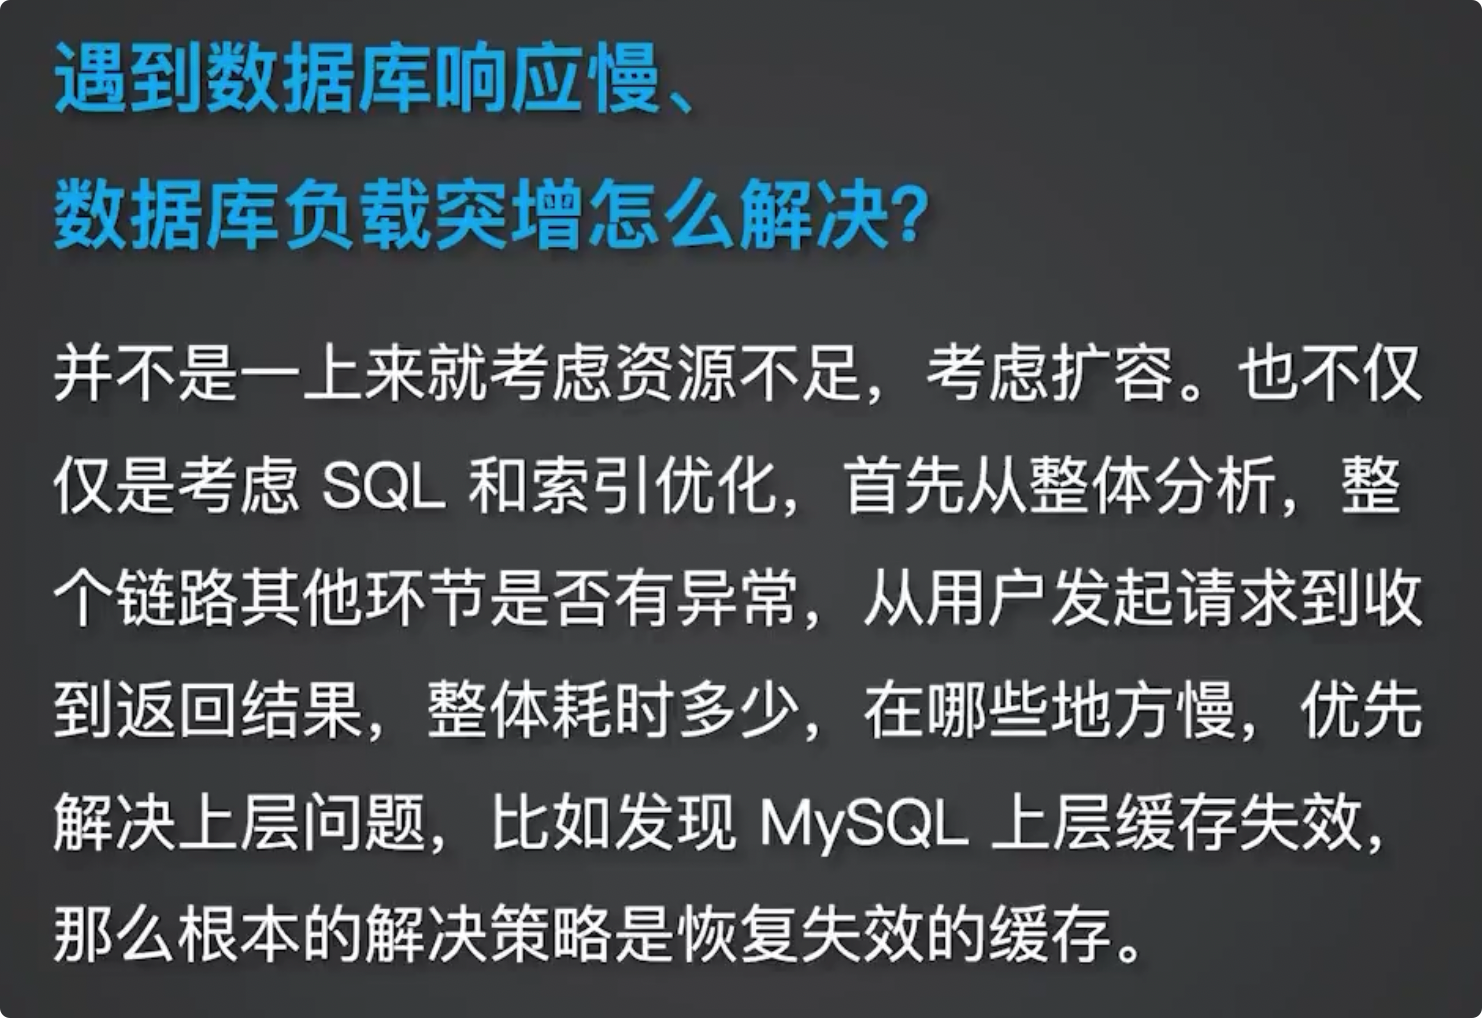 遇到数据库响应慢、
数据库负载突增怎么解决?
并不是一上来就考虑资源不足，考虑扩容。也不仅
仅是考虑 SQL 和索引优化，首先从整体分析，整
个链路其他环节是否有异常，从用户发起请求到收
到返回结果，整体耗时多少，在哪些地方慢，优先
解决上层问题，比如发现 MySQL 上层缓存失效，
那么根本的解决策略是恢复失效的缓存。